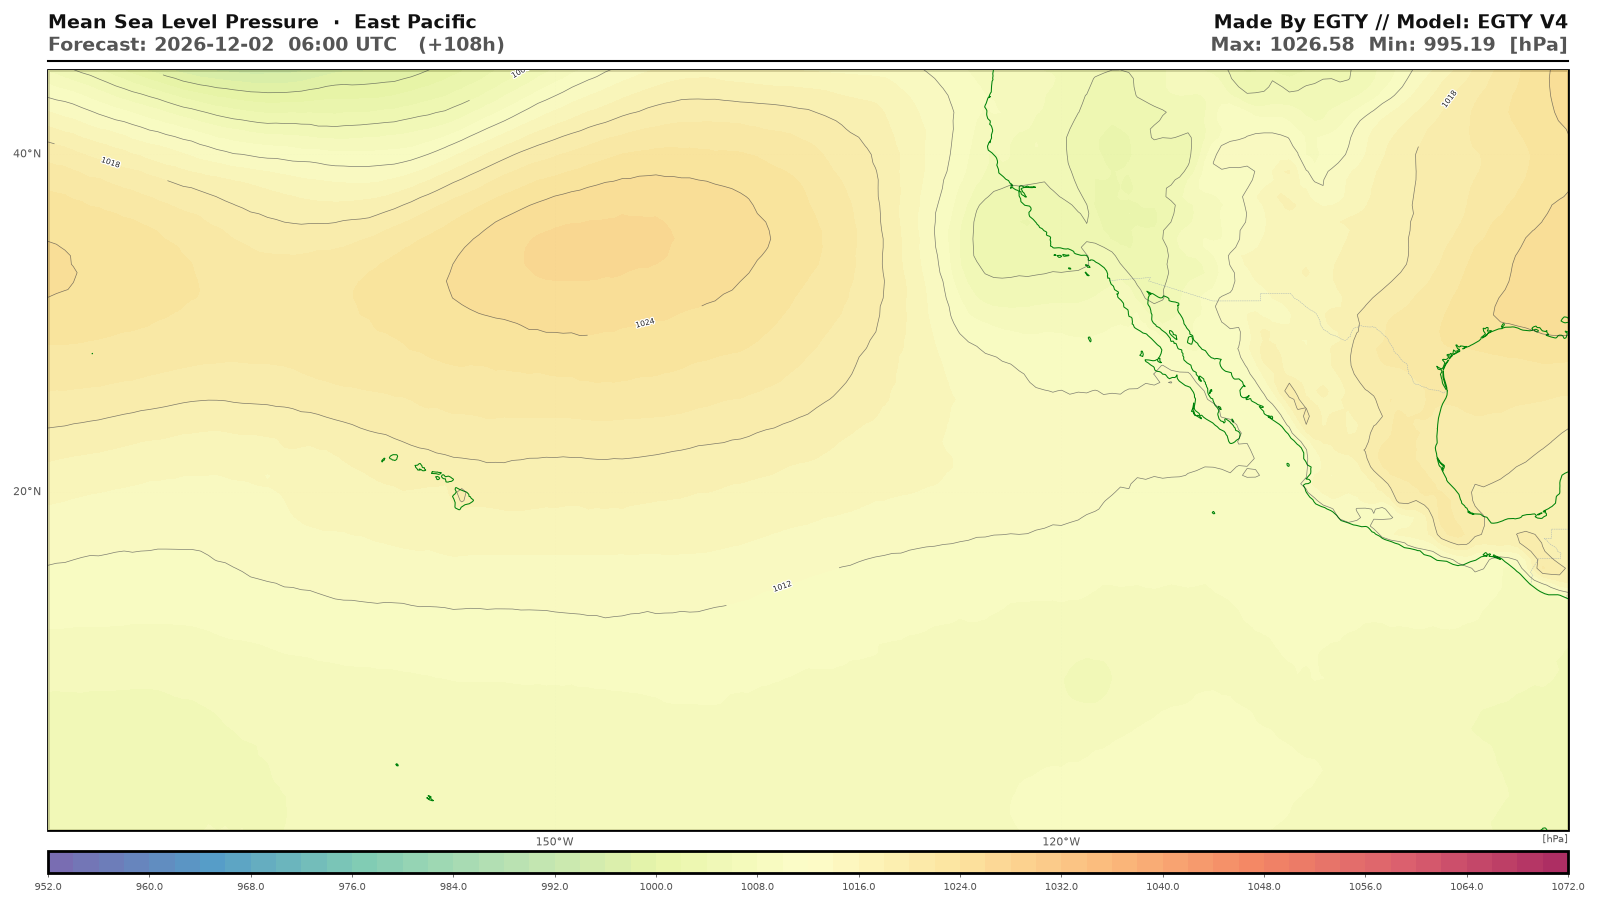 Mean Sea Level Pressure · East Pacific
Made By EGTY // Model: EGTY V4
Forecast: 2026-12-02 06:00 UTC (+108h)
Max: 1026.58 Min: 995.19 [hPa]
1018
1018
40°N
1024
20°N
1012
150°W
120°W
[hPa]
952.0 960.0 968.0 976.0 984.0 992.0 1000.0 1008.0 1016.0 1024.0 1032.0 1040.0 1048.0 1056.0 1064.0 1072.0